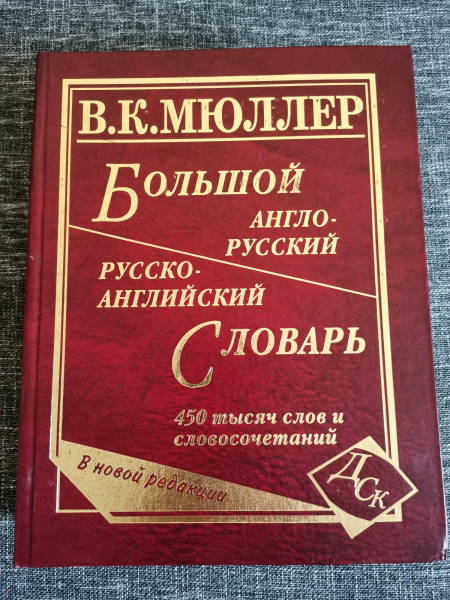 В.К.МЮЛЛЕР
БОЛЬШОЙ
АНГЛО-
РУССКИЙ
РУССКО-
АНГЛИЙСКИЙ
СЛОВАРЬ
450 тысяч слов и
словосочетаний
В новой редакции
ДСК